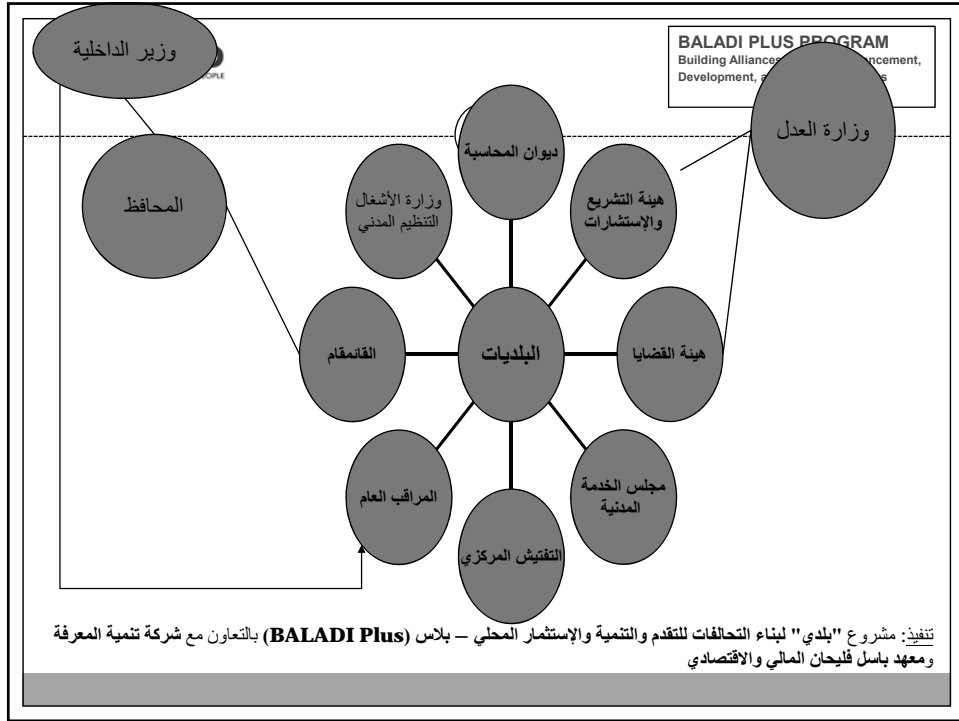 وزير الداخلية
OPLE
BALADI PLUS PROGRAM
Building Alliances ncement,
Development, a s
وزارة العدل
ديوان المحاسبة
هيئة التشريع
والإستشارات
وزارة الأشغال
التنظيم المدني
المحافظ
هيئة القضايا
البلديات
القائمقام
مجلس الخدمة
المدنية
المراقب العام
التفتيش المركزي
تنفيذ: مشروع "بلدي" لبناء التحالفات للتقدم والتنمية والإستثمار المحلي – بلاس (BALADI Plus) بالتعاون مع شركة تنمية المعرفة
ومعهد باسل فليحان المالي والاقتصادي